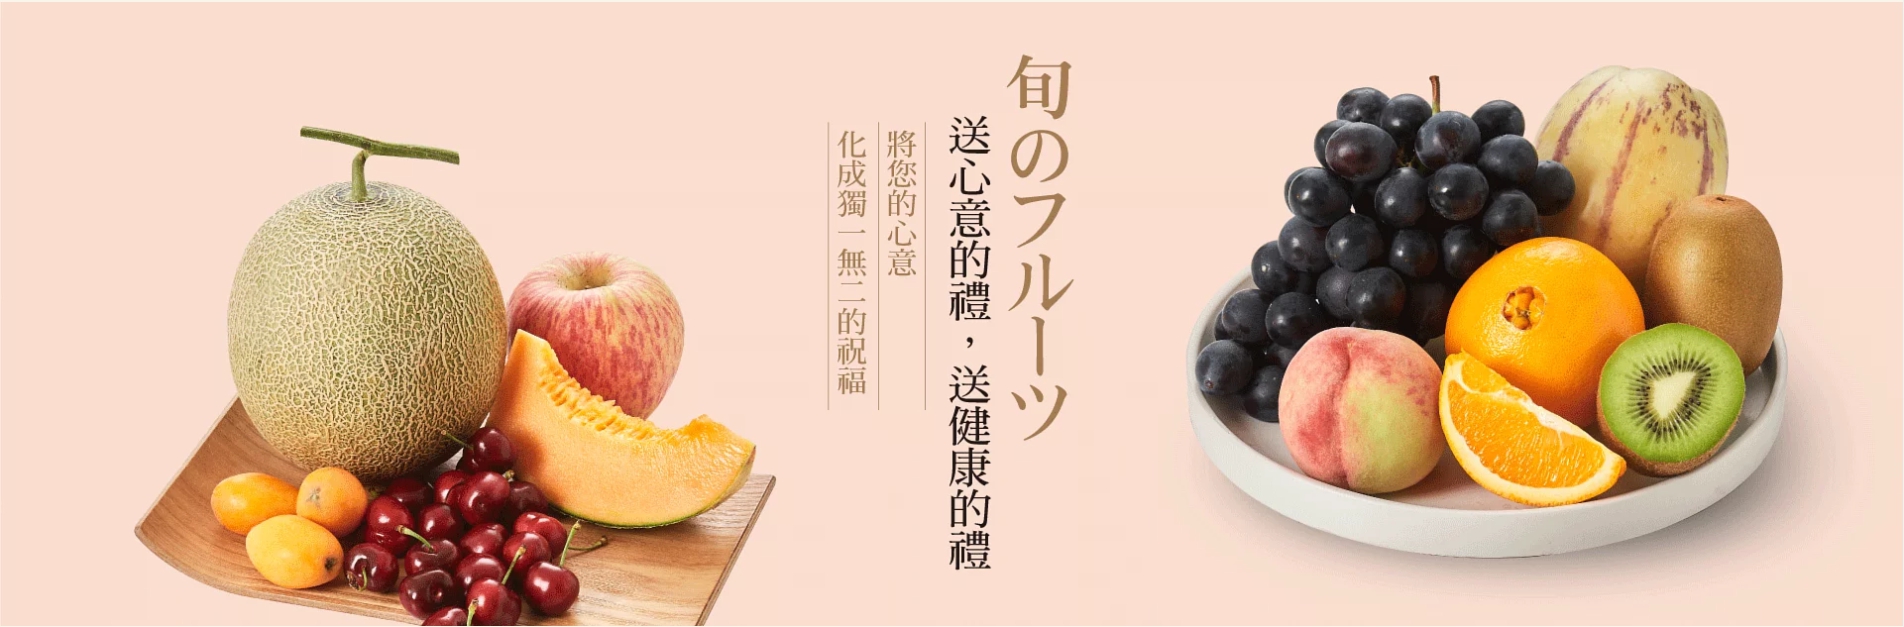 旬のフルーツ
送心意的禮，送健康的禮
將您的心意
化成獨一無二的祝福